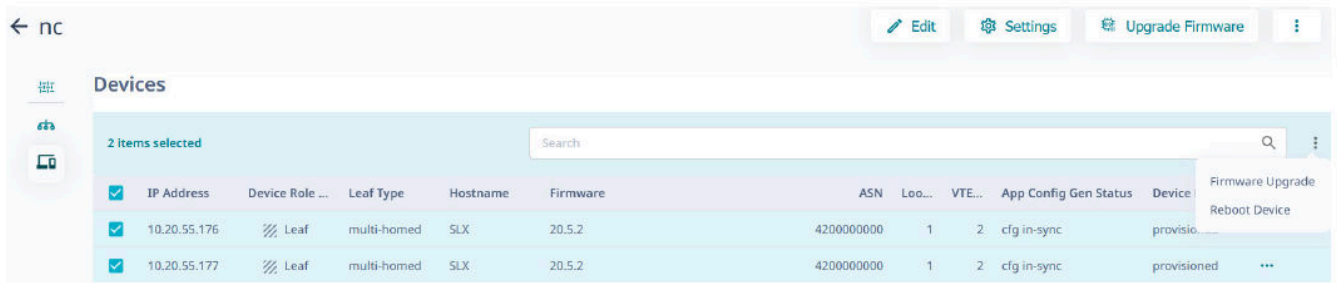 nc
Edit Settings Upgrade Firmware
Devices
2 items selected Search
Firmware Upgrade
Reboot Device
IP Address Device Role ... Leaf Type Hostname Firmware ASN Loo... VTE... App Config Gen Status Device
10.20.55.176 Leaf multi-homed SLX 20.5.2 4200000000 1 2 cfg in-sync provisio...
10.20.55.177 Leaf multi-homed SLX 20.5.2 4200000000 1 2 cfg in-sync provisioned ...